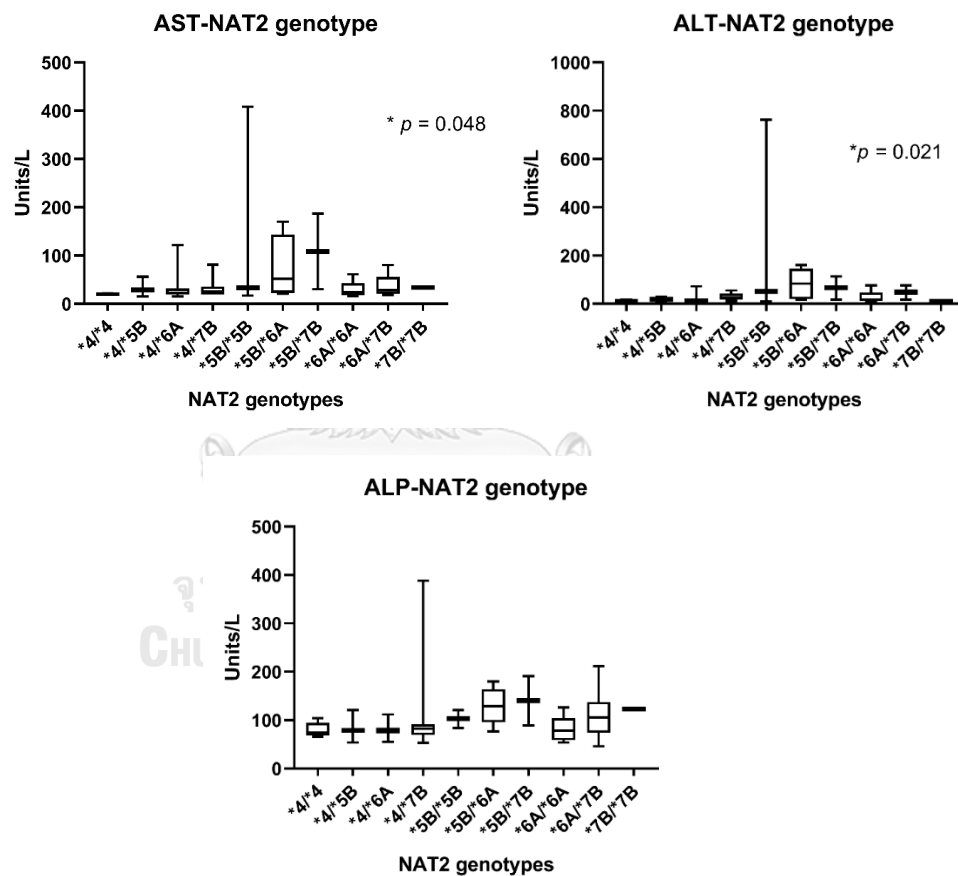 AST-NAT2 genotype
500
400
300
200
100
0
Units/L
* p = 0.048
*4/*4
*4/*5B
*4/*6A
*4/*7B
*5B/*5B
*5B/*6A
*5B/*7B
*6A/*6A
*6A/*7B
*7B/*7B
NAT2 genotypes
ALT-NAT2 genotype
1000
800
600
400
200
0
Units/L
*p = 0.021
*4/*4
*4/*5B
*4/*6A
*4/*7B
*5B/*5B
*5B/*6A
*5B/*7B
*6A/*6A
*6A/*7B
*7B/*7B
NAT2 genotypes
ALP-NAT2 genotype
500
400
300
200
100
0
Units/L
*4/*4
*4/*5B
*4/*6A
*4/*7B
*5B/*5B
*5B/*6A
*5B/*7B
*6A/*6A
*6A/*7B
*7B/*7B
NAT2 genotypes
จุ
CHU